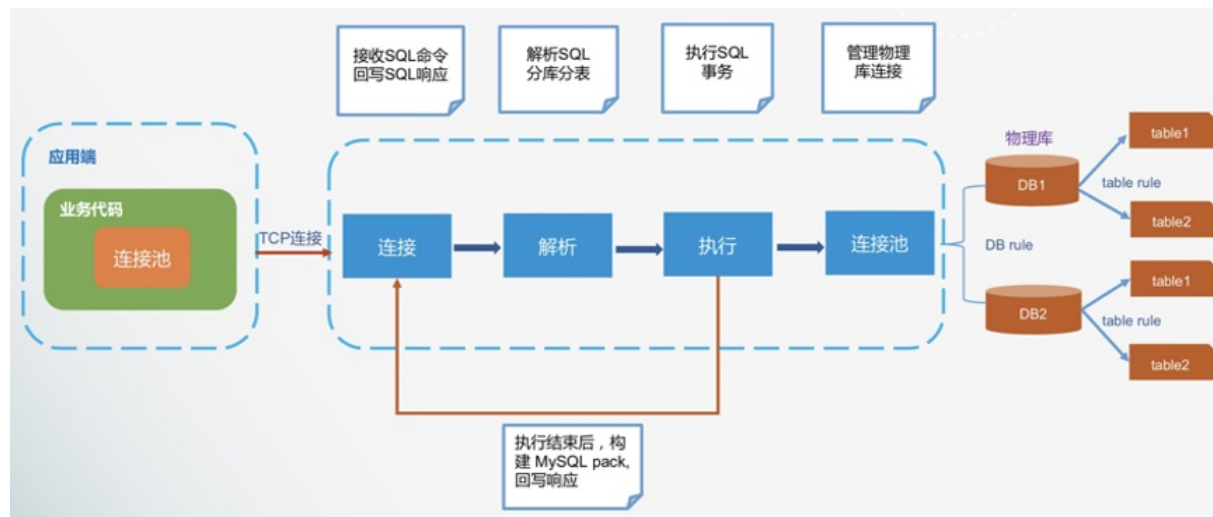 接收SQL命令
回写SQL响应
解析SQL
分库分表
执行SQL
事务
管理物理
库连接
应用端
业务代码
连接池
TCP连接
连接
解析
执行
连接池
物理库
DB1
DB rule
DB2
table1
table rule
table2
table1
table rule
table2
执行结束后，构
建 MySQL pack,
回写响应